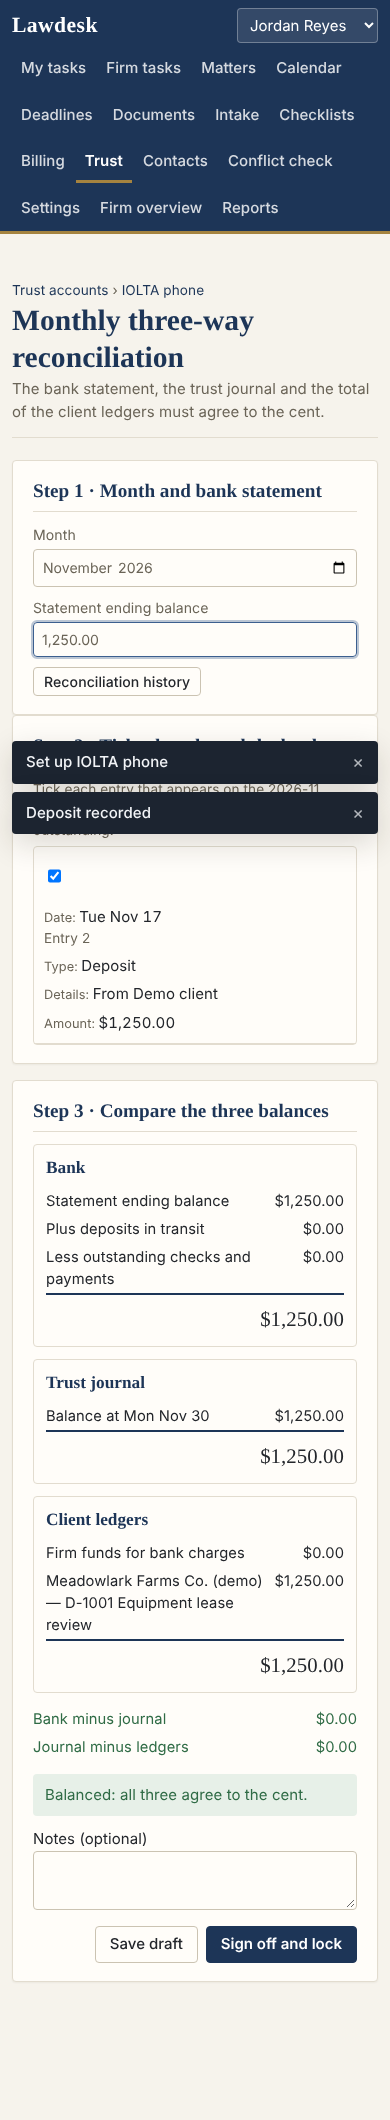 Lawdesk
Jordan Reyes
My tasks Firm tasks Matters Calendar
Deadlines Documents Intake Checklists
Billing Trust Contacts Conflict check
Settings Firm overview Reports
Trust accounts › IOLTA phone
Monthly three-way
reconciliation
The bank statement, the trust journal and the total
of the client ledgers must agree to the cent.
Step 1 · Month and bank statement
Month
November 2026
Statement ending balance
1,250.00
Reconciliation history
Set up IOLTA phone ×
Tick each entry that appears on the 2026-11
Deposit recorded ×
outstanding.
Date: Tue Nov 17
Entry 2
Type: Deposit
Details: From Demo client
Amount: $1,250.00
Step 3 · Compare the three balances
Bank
Statement ending balance $1,250.00
Plus deposits in transit $0.00
Less outstanding checks and $0.00
payments
$1,250.00
Trust journal
Balance at Mon Nov 30 $1,250.00
$1,250.00
Client ledgers
Firm funds for bank charges $0.00
Meadowlark Farms Co. (demo) $1,250.00
— D-1001 Equipment lease
review
$1,250.00
Bank minus journal $0.00
Journal minus ledgers $0.00
Balanced: all three agree to the cent.
Notes (optional)
Save draft Sign off and lock